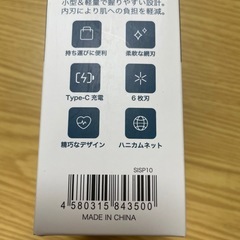 小型＆軽量で握りやすい設計。
内刃により肌への負担を軽減。
持ち運びに便利
柔軟な網刃
Type-C 充電
6枚刃
精巧なデザイン
ハニカムネット
SISP10
4 580315 843500
MADE IN CHINA